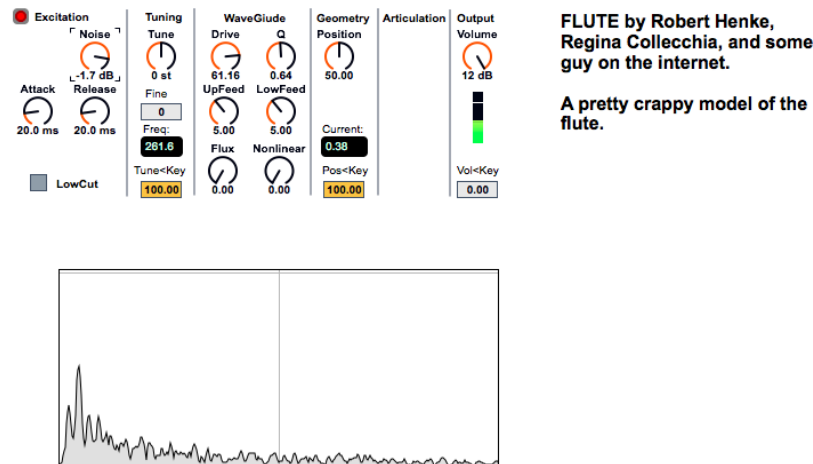 Excitation Tuning WaveGiude Geometry Articulation Output
Noise Tune Drive Q Position Volume
-1.7 dB 0 st 61.16 0.64 50.00 12 dB
Attack Release Fine UpFeed LowFeed
0
20.0 ms 20.0 ms Freq: 5.00 5.00 Current:
261.6 Flux Nonlinear 0.38
Tune<Key Pos<Key Vol<Key
LowCut 100.00 0.00 0.00 100.00 0.00
FLUTE by Robert Henke,
Regina Collecchia, and some
guy on the internet.
A pretty crappy model of the
flute.